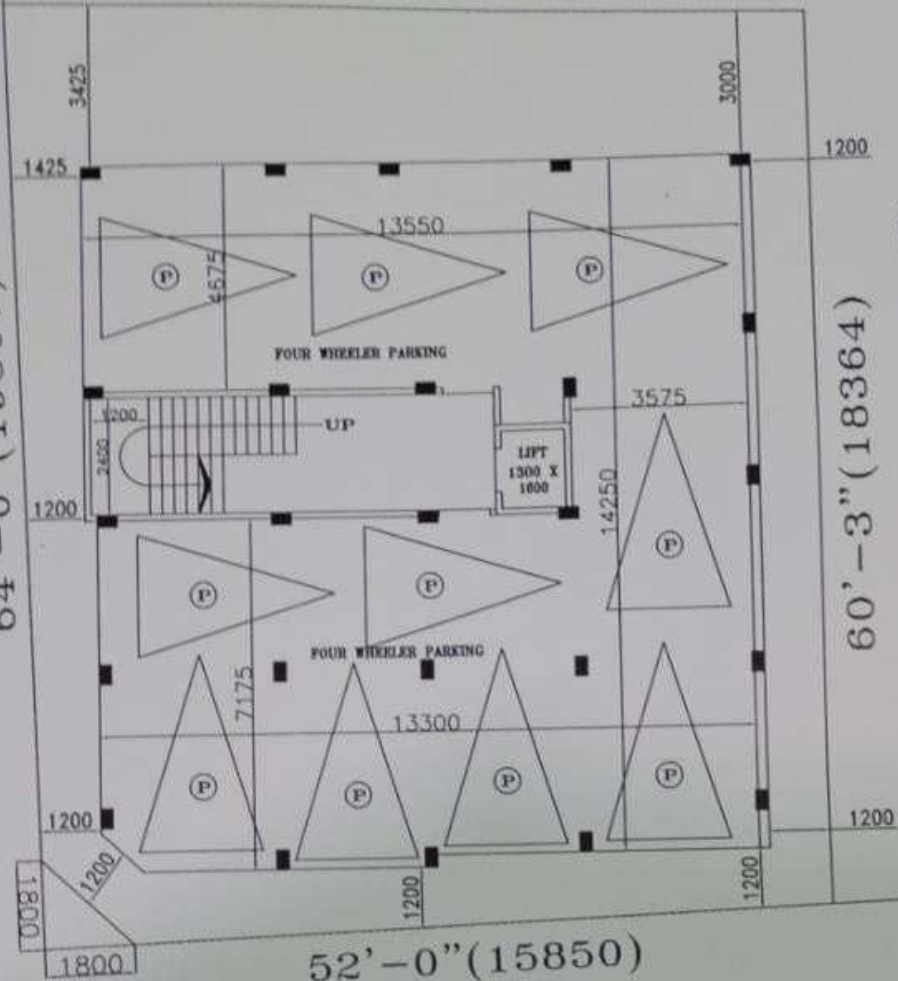 3425
3000
1425
1200
13550
4675
P
P
P
FOUR WHEELER PARKING
1200
UP
2400
LIFT
1300 X
1600
3575
14250
60'-3"(18364)
1200
P
P
P
FOUR WHEELER PARKING
7175
13300
P
P
P
P
1200
1200
1200
1800
1800
1200
1200
52'-0"(15850)